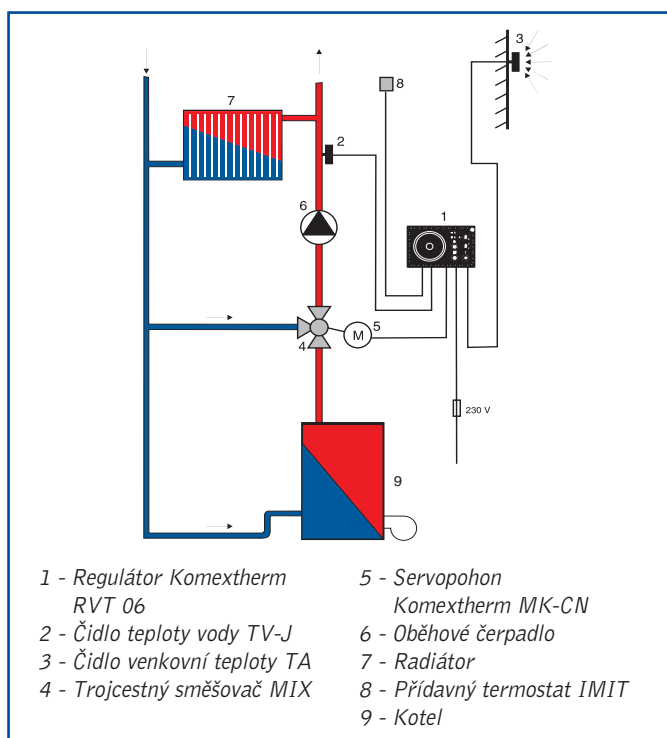 3
8
7
2
6
1
5
M
4
230 V
9
1 - Regulátor Komextherm
RVT 06
2 - Čidlo teploty vody TV-J
3 - Čidlo venkovní teploty TA
4 - Trojcestný směšovač MIX
5 - Servopohon
Komextherm MK-CN
6 - Oběhové čerpadlo
7 - Radiátor
8 - Přídavný termostat IMIT
9 - Kotel